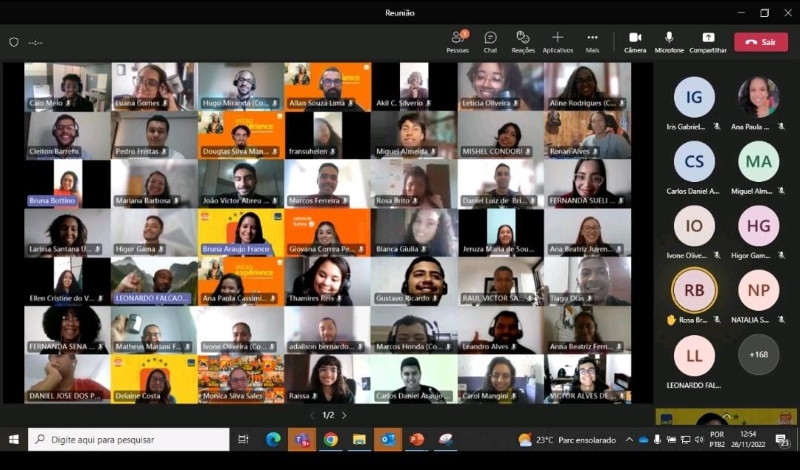 Reunião
--:--
1
Pessoas
Chat
Reações
Aplicativos
Mais
Câmera
Microfone
Compartilhar
Sair
Caio Melo
Luana Gomes
Hugo Miranda (Co...
Allan Souza Lima
Akil C. Silverio
Leticia Oliveira
Aline Rodrigues (C...
Cleiton Barreto
Pedro Freitas
Douglas Silva Man...
fransuhelen
Miguel Almeida
MISHEL CONDORI
Renan Alves
Bruna Bottino
Mariana Barbosa
João Victor Abreu ...
Marcos Ferreira
Rosa Brito
Daniel Luiz de Bri...
FERNANDA SUELI ...
Larissa Santana U...
Higor Gama
Bruna Araujo Franco
Giovana Correa Pe...
Bianca Giulia
Jeruza Maria de Sou...
Ana Beatriz Juven...
Ellen Cristine do V...
LEONARDO FALCAO...
experience
Ana Paula Cassimi...
Thamires Reis
Gustavo Ricardo
RAUL VICTOR SA...
Tiago Dias
FERNANDA SENA ...
Matheus Mariani F...
Ivone Oliveira (Co...
adailson bernardo...
Marcos Honda (Co...
Leandro Alves
Anna Beatriz Fern...
DANIEL JOSE DOS P...
Delaine Costa
Monica Silva Sales
Raissa
Carlos Daniel Araujo...
Carol Mangini
VICTOR ALVES DE ...
1/2
IG
Iris Gabriel...
Ana Paula ...
CS
Carlos Daniel A...
MA
Miguel Alm...
IO
Ivone Olive...
HG
Higor Gam...
RB
Rosa Br...
NP
NATALIA S...
LL
LEONARDO FAL...
+168
Digite aqui para pesquisar
23°C Parc ensolarado
POR
PTB2
12:54
26/11/2022
23